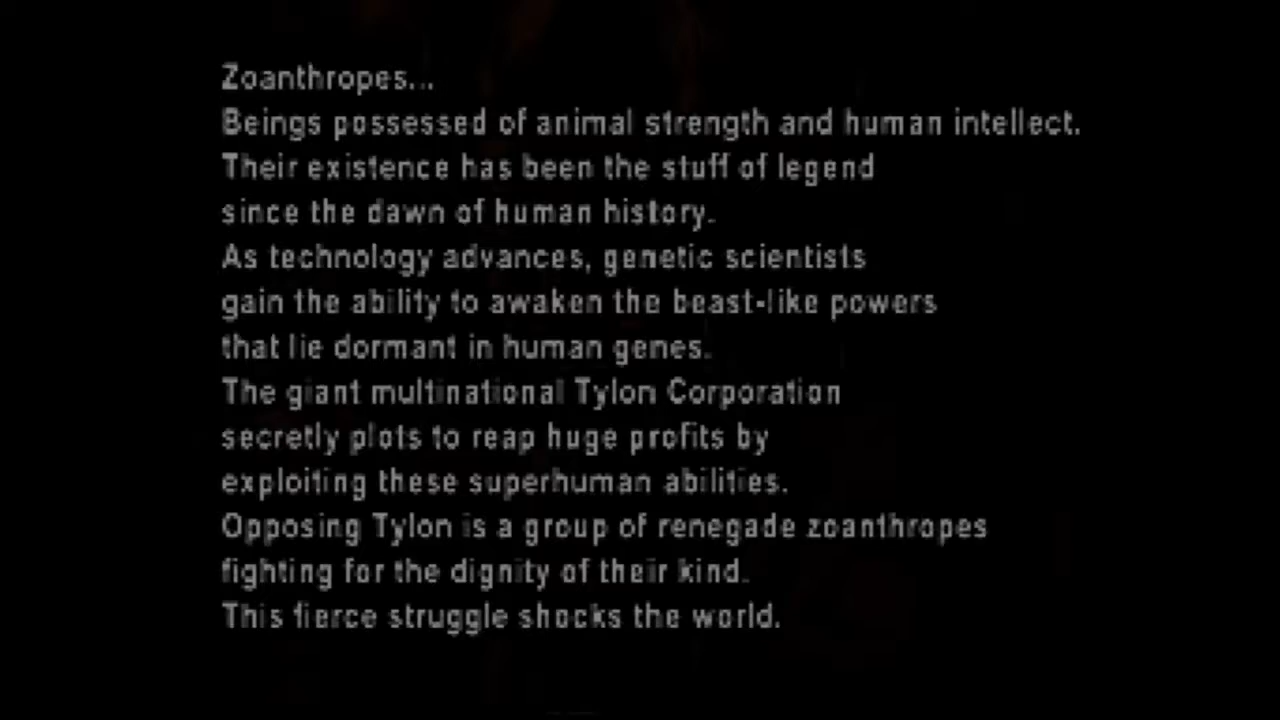 Zoanthropes...
Beings possessed of animal strength and human intellect.
Their existence has been the stuff of legend
since the dawn of human history.
As technology advances, genetic scientists
gain the ability to awaken the beast-like powers
that lie dormant in human genes.
The giant multinational Tylon Corporation
secretly plots to reap huge profits by
exploiting these superhuman abilities.
Opposing Tylon is a group of renegade zoanthropes
fighting for the dignity of their kind.
This fierce struggle shocks the world.